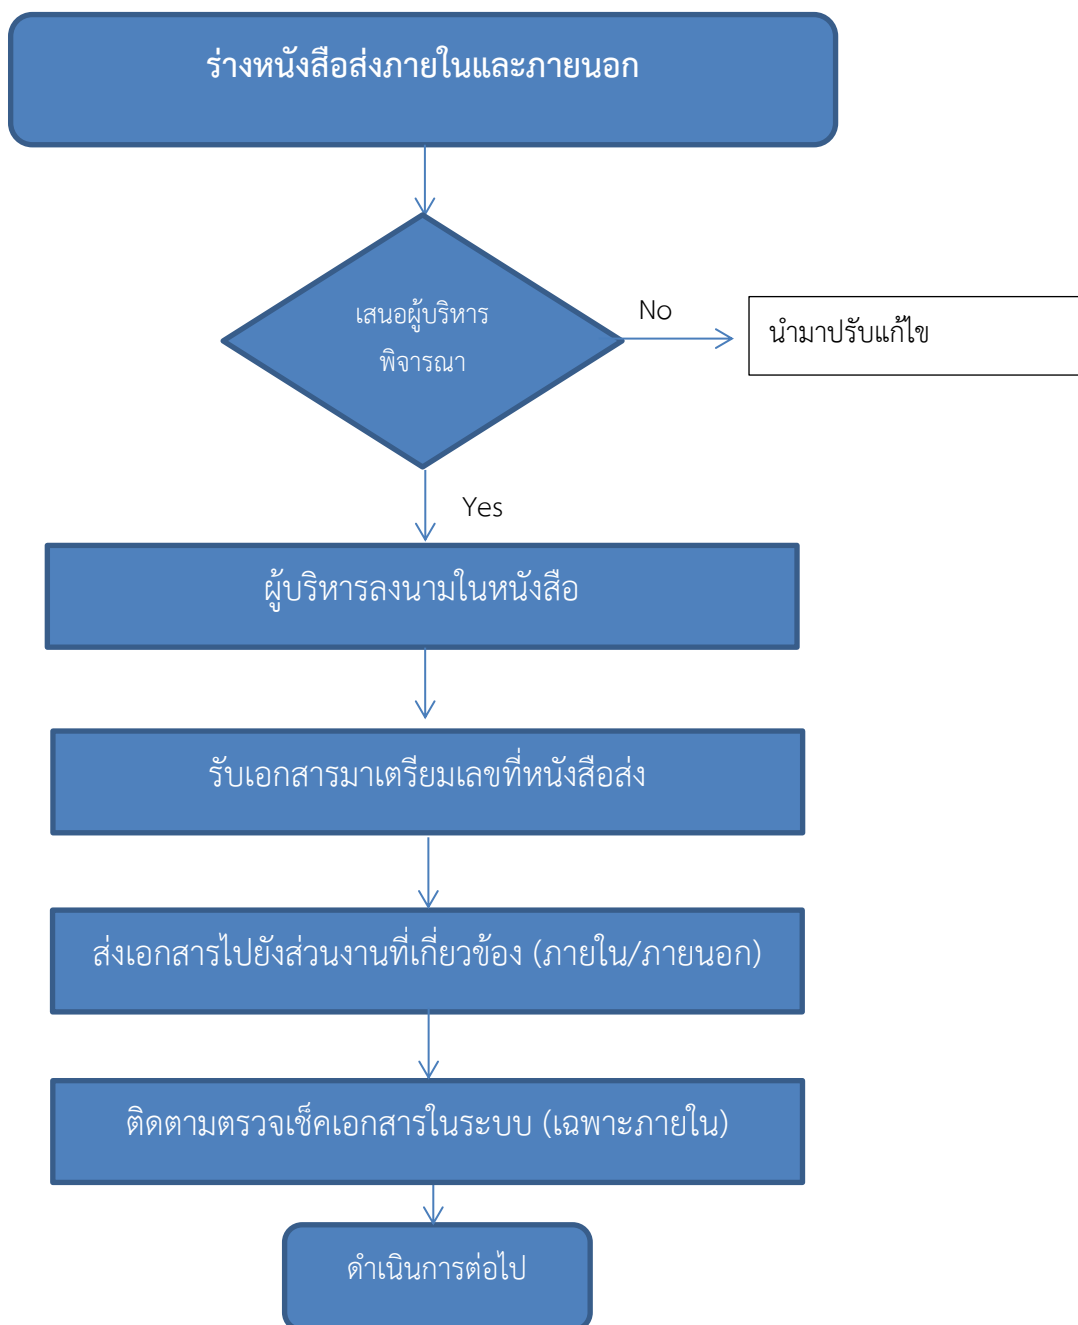 ร่างหนังสือส่งภายในและภายนอก
เสนอผู้บริหาร
พิจารณา
No
นำมาปรับแก้ไข
Yes
ผู้บริหารลงนามในหนังสือ
รับเอกสารมาเตรียมเลขที่หนังสือส่ง
ส่งเอกสารไปยังส่วนงานที่เกี่ยวข้อง (ภายใน/ภายนอก)
ติดตามตรวจเช็คเอกสารในระบบ (เฉพาะภายใน)
ดำเนินการต่อไป